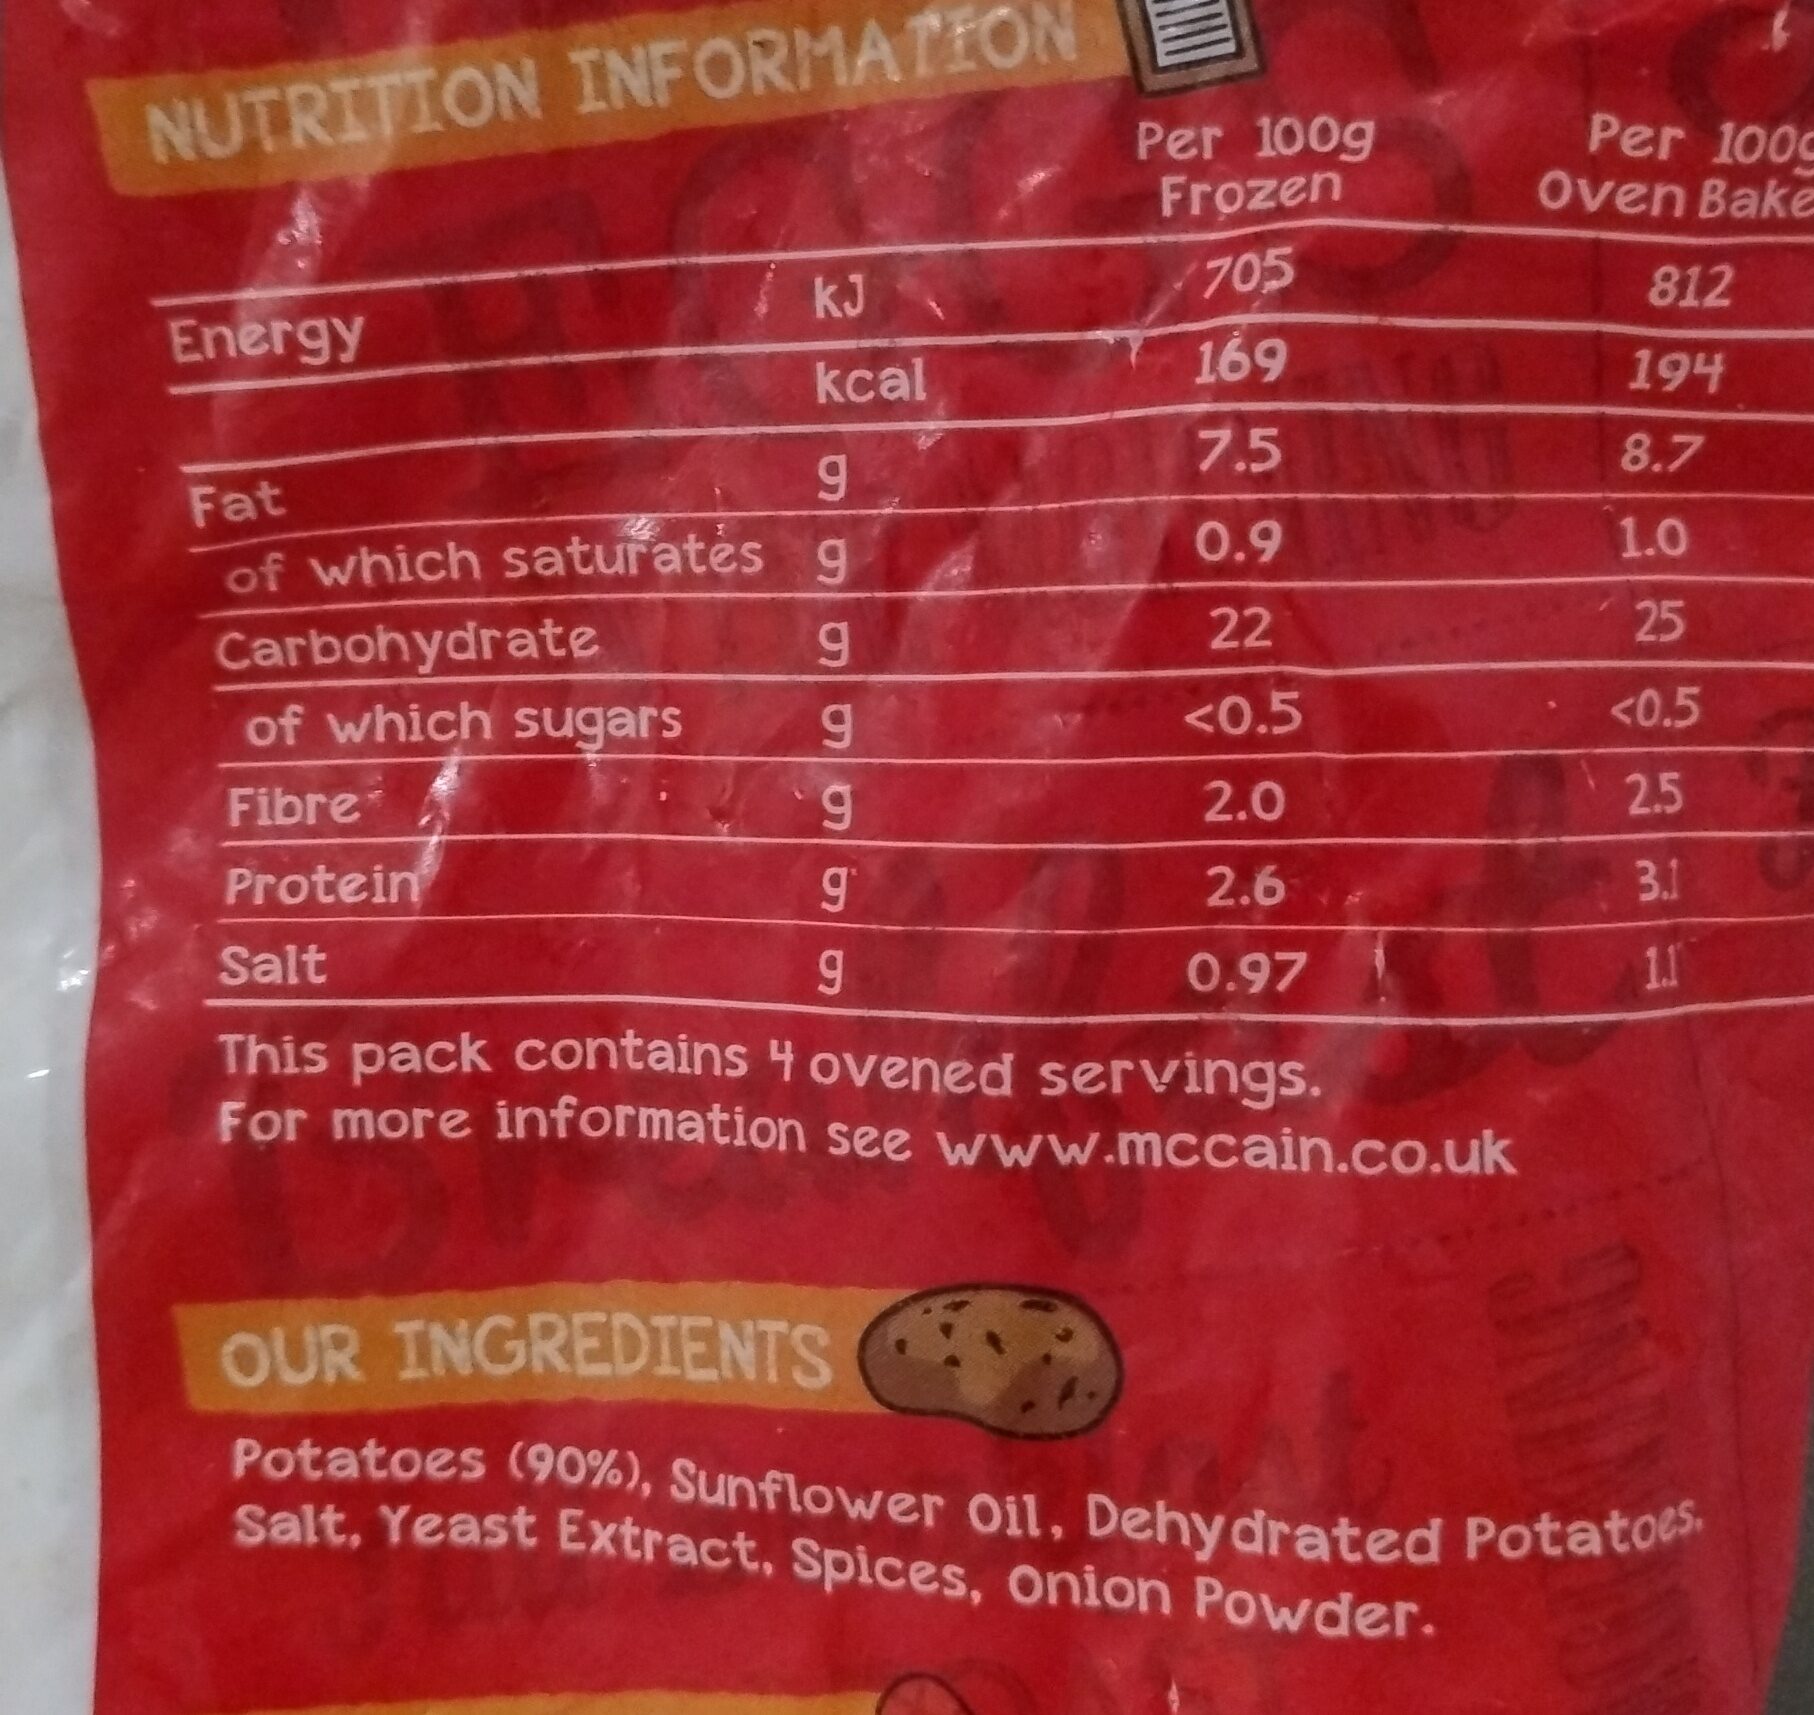 NUTRITION INFORMATION
Per 100g Per 100g
Frozen Oven Bake
Energy kJ 705 812
kcal 169 194
Fat g 7.5 8.7
of which saturates g 0.9 1.0
Carbohydrate g 22 25
of which sugars g <0.5 <0.5
Fibre g 2.0 2.5
Protein g 2.6 3.1
Salt g 0.97 1.1
This pack contains 4 ovened servings.
For more information see www.mccain.co.uk
OUR INGREDIENTS
Potatoes (90%), Sunflower Oil, Dehydrated Potatoes,
Salt, Yeast Extract, Spices, Onion Powder.